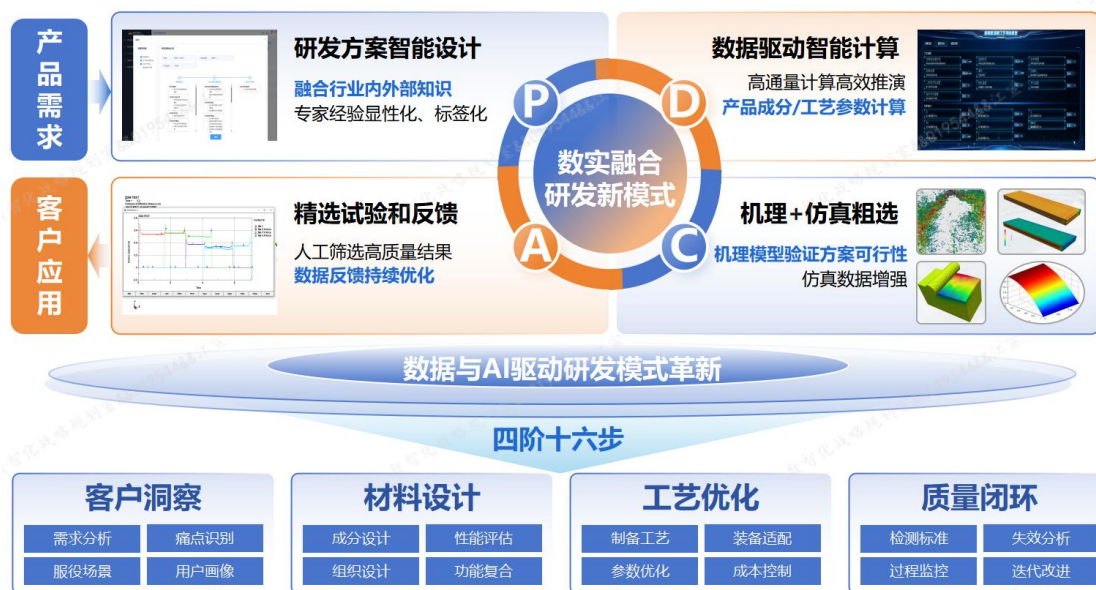 产品需求
研发方案智能设计
融合行业内外部知识
专家经验显性化、标签化
数据驱动智能计算
高通量计算高效推演
产品成分/工艺参数计算
P
D
数实融合
研发新模式
A
C
客户应用
精选试验和反馈
人工筛选高质量结果
数据反馈持续优化
机理+仿真粗选
机理模型验证方案可行性
仿真数据增强
数据与AI驱动研发模式革新
四阶十六步
客户洞察
需求分析 痛点识别
服役场景 用户画像
材料设计
成分设计 性能评估
组织设计 功能复合
工艺优化
制备工艺 装备适配
参数优化 成本控制
质量闭环
检测标准 失效分析
过程监控 迭代改进